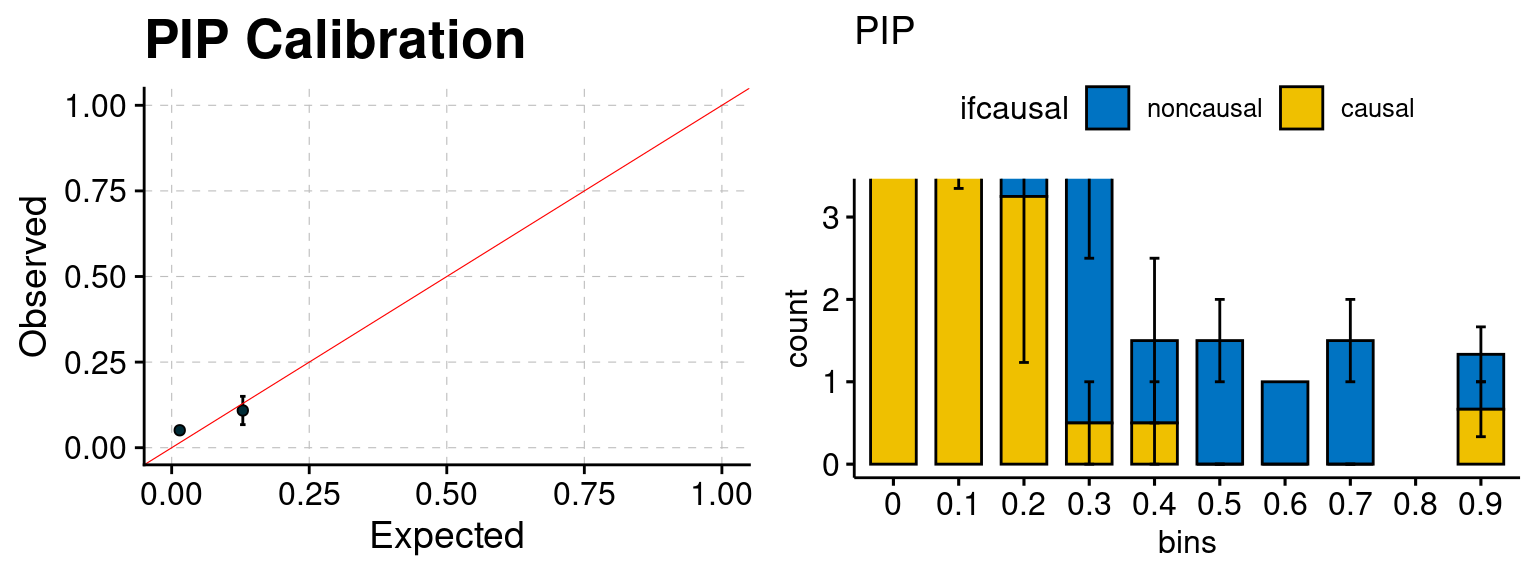 PIP Calibration
1.00
0.75
0.50
0.25
0.00
Observed
0.00 0.25 0.50 0.75 1.00
Expected
PIP
ifcausal noncausal causal
3
2
1
0
count
0 0.1 0.2 0.3 0.4 0.5 0.6 0.7 0.8 0.9
bins